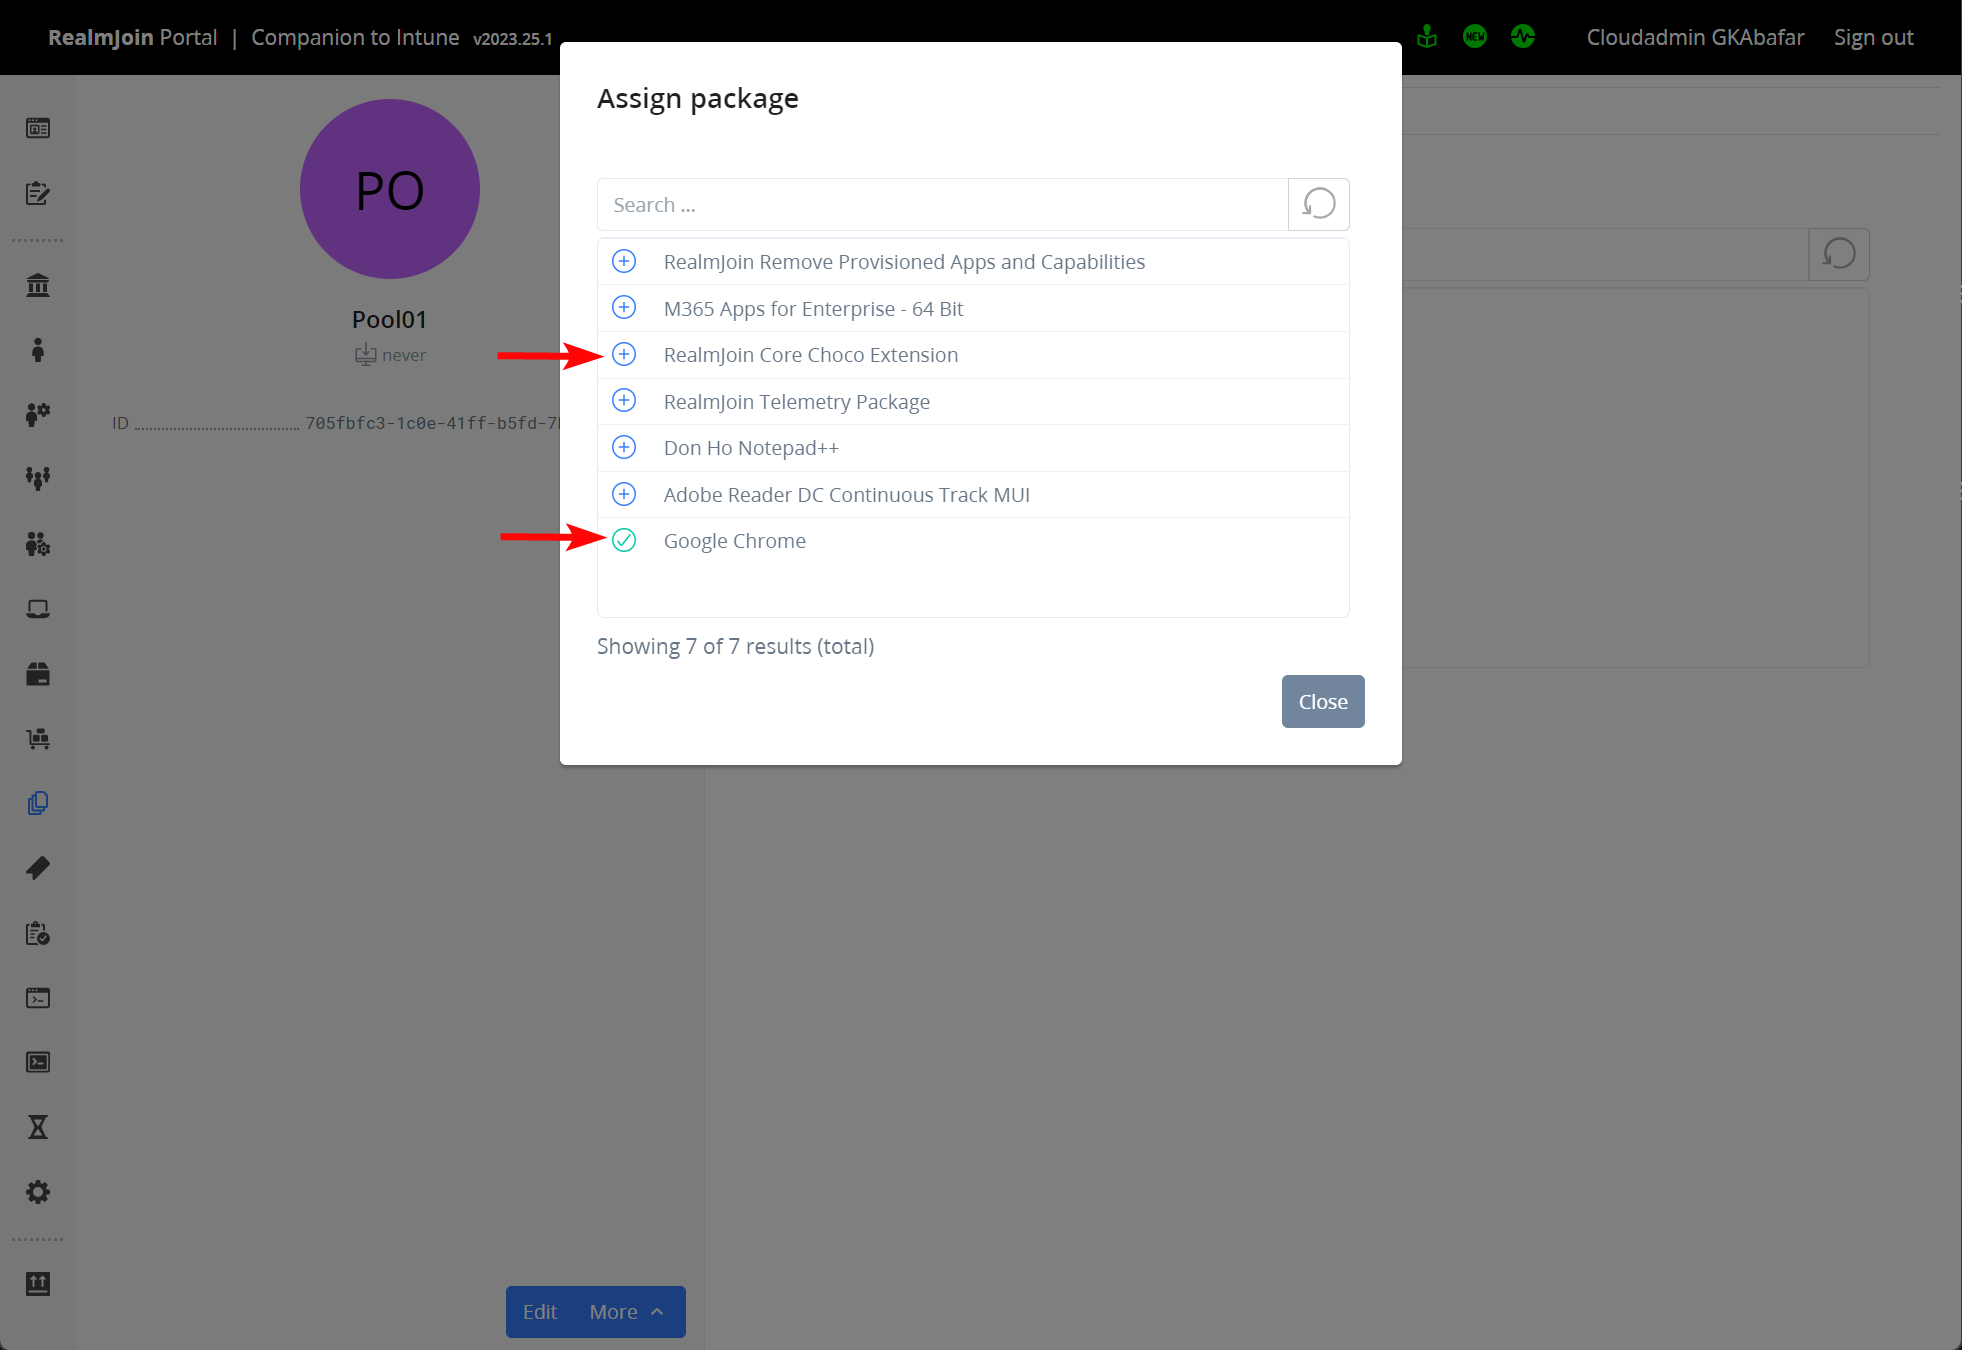 RealmJoin Portal | Companion to Intune v2023.25.1
NEW
Cloudadmin GKAbafar
Sign out
PO
Pool01
never
ID 705fbfc3-1c0e-41ff-b5fd-7
Assign package
Search ...
RealmJoin Remove Provisioned Apps and Capabilities
M365 Apps for Enterprise - 64 Bit
RealmJoin Core Choco Extension
RealmJoin Telemetry Package
Don Ho Notepad++
Adobe Reader DC Continuous Track MUI
Google Chrome
Showing 7 of 7 results (total)
Close
Edit
More